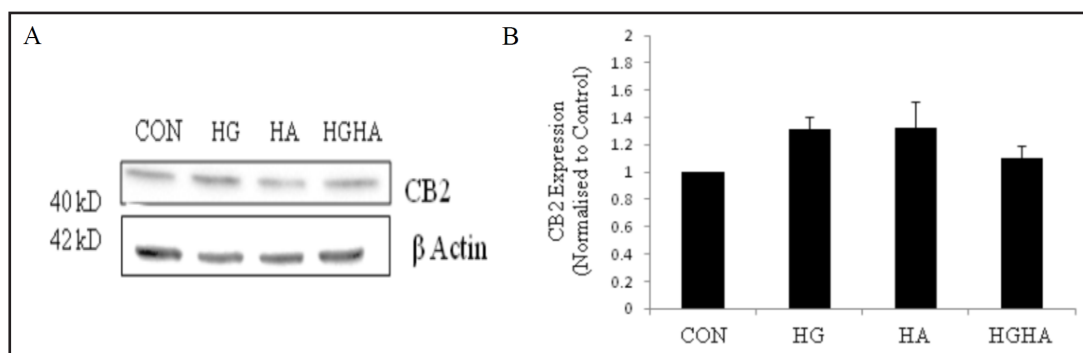 A
CON HG HA HGHA
40 kD
CB2
42 kD
β Actin
B
CB2 Expression
(Normalised to Control)
2
1.8
1.6
1.4
1.2
1
0.8
0.6
0.4
0.2
0
CON HG HA HGHA